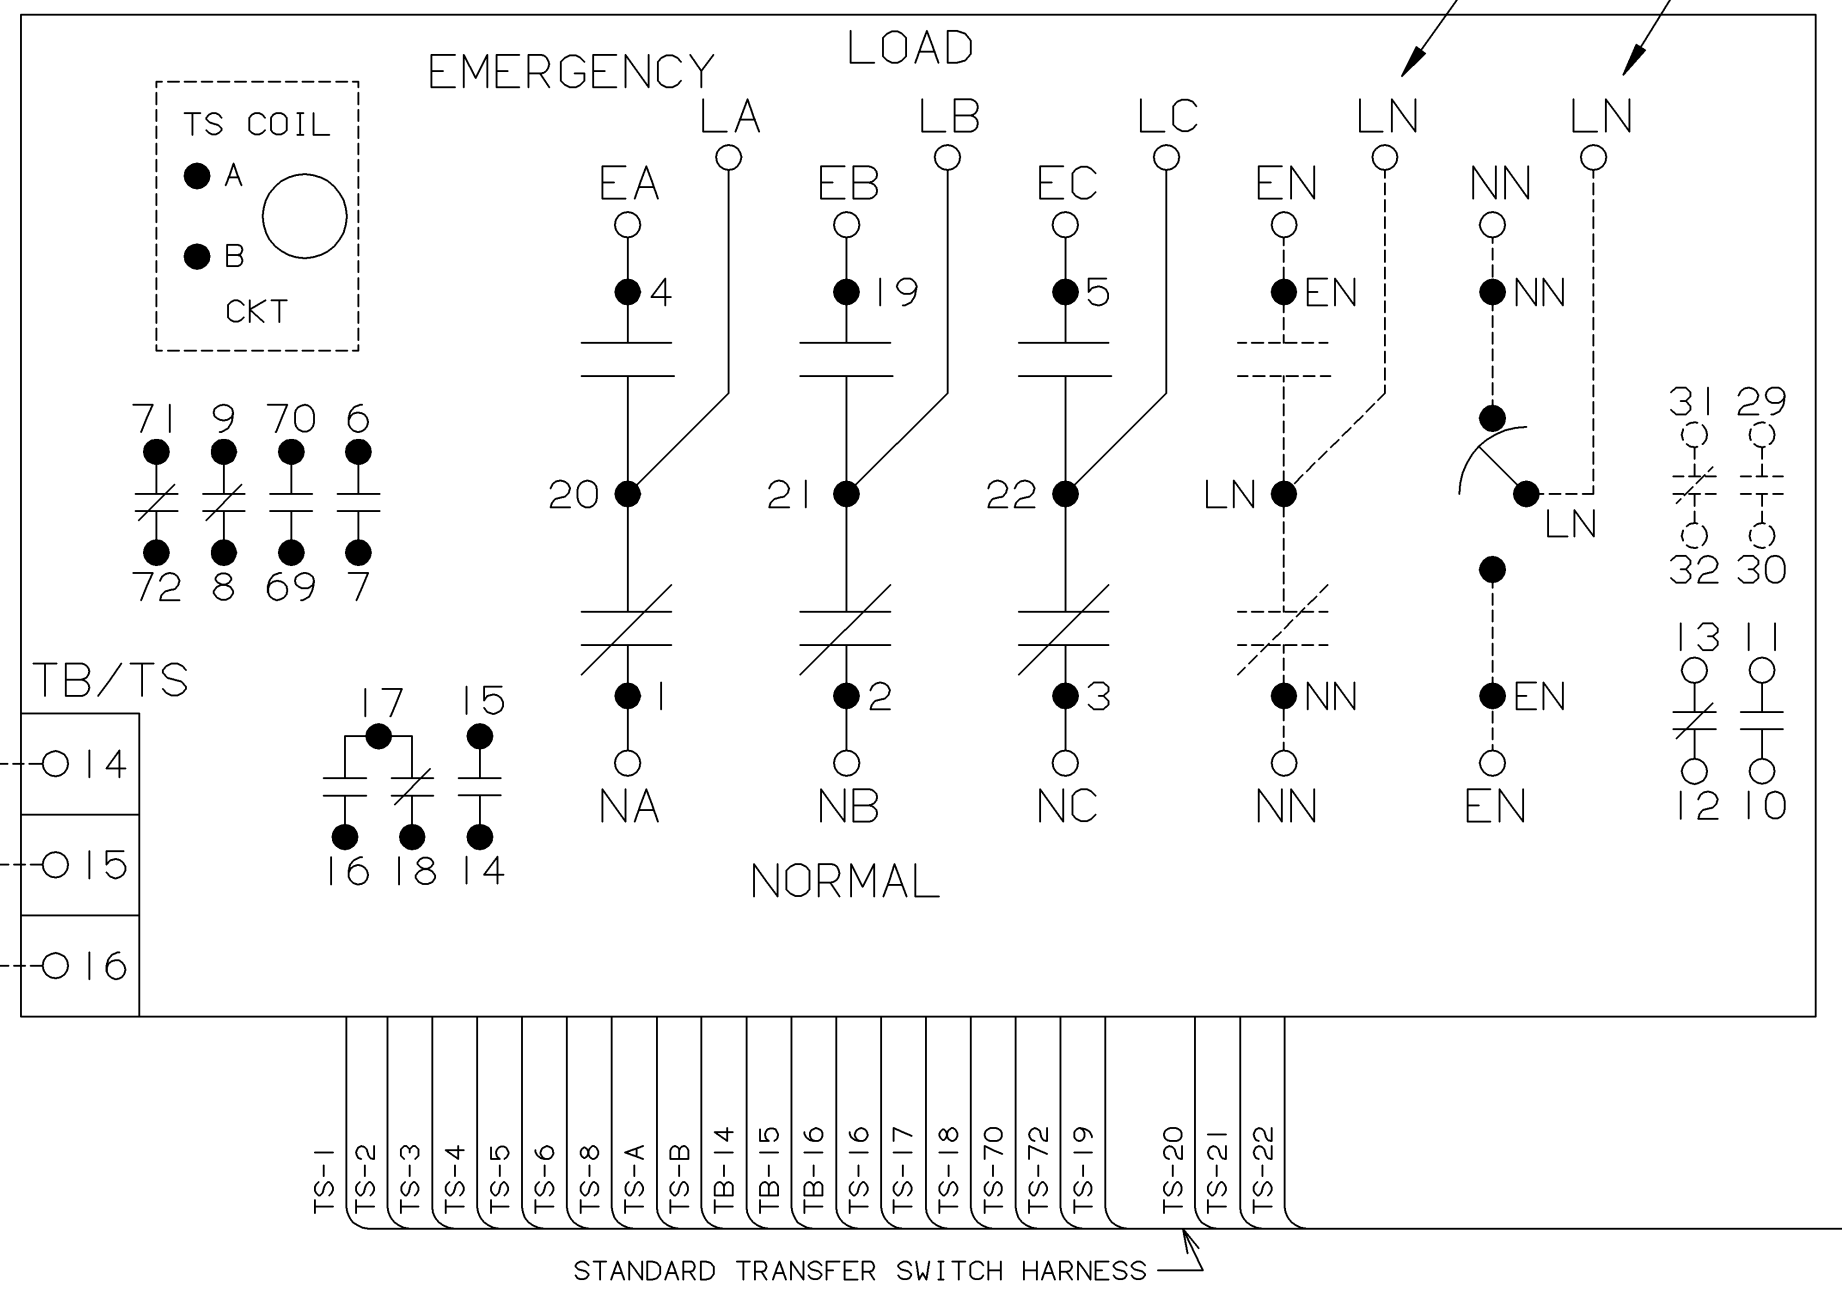 LOAD
EMERGENCY
TS COIL
A
B
CKT
LA LB LC LN LN
EA EB EC EN NN
4 19 5 EN NN
71 9 70 6
72 8 69 7
20 21 22 LN LN
31 29
32 30
13 11
12 10
1 2 3 NN EN
NA NB NC NN EN
NORMAL
TB/TS
14
15
16
17 15
16 18 14
TS-1
TS-2
TS-3
TS-4
TS-5
TS-6
TS-8
TS-A
TS-B
TB-14
TB-15
TB-16
TS-16
TS-17
TS-18
TS-70
TS-72
TS-19
TS-20
TS-21
TS-22
STANDARD TRANSFER SWITCH HARNESS